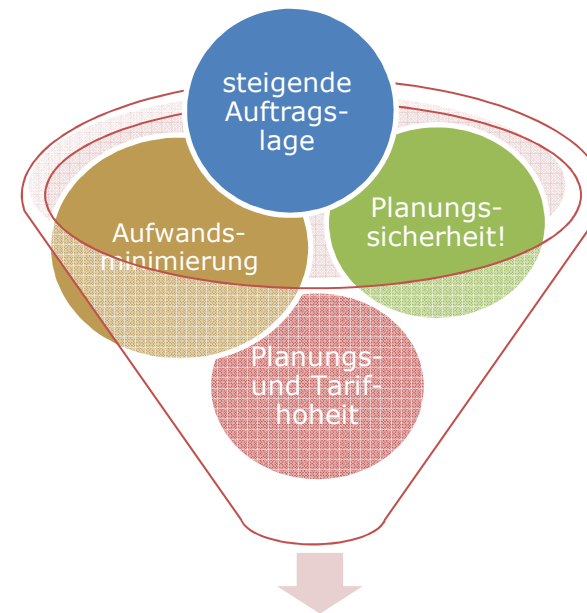 steigende
Auftrags-
lage
Aufwands-
minimierung
Planungs-
sicherheit!
Planungs-
und Tarif-
hoheit